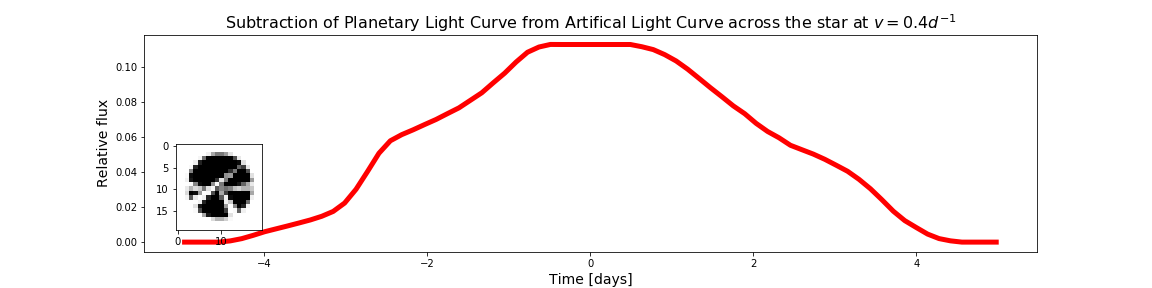 Subtraction of Planetary Light Curve from Artifical Light Curve across the star at v = 0.4d⁻¹
0.10
0.08
0.06
0.04
0.02
0.00
Relative flux
0
5
10
15
0 10
−4 −2 0 2 4
Time [days]